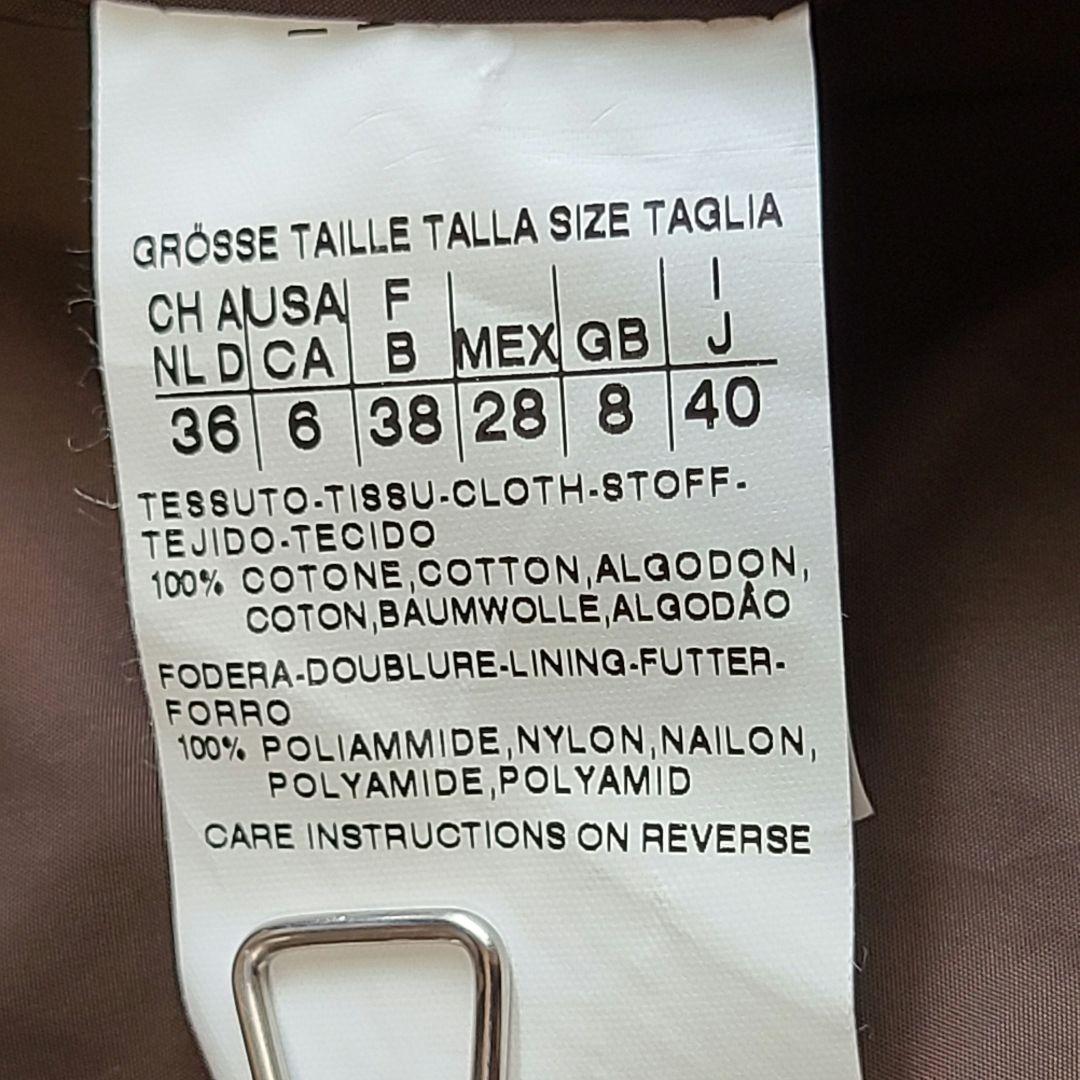 GRÖSSE TAILLE TALLA SIZE TAGLIA
CH A USA F I
NL D CA B MEX GB J
36 6 38 28 8 40
TESSUTO-TISSU-CLOTH-STOFF-
TEJIDO-TECIDO
100% COTONE,COTTON,ALGODON,
COTON,BAUMWOLLE,ALGODÃO
FODERA-DOUBLURE-LINING-FUTTER-
FORRO
100% POLIAMMIDE,NYLON,NAILON,
POLYAMIDE,POLYAMID
CARE INSTRUCTIONS ON REVERSE